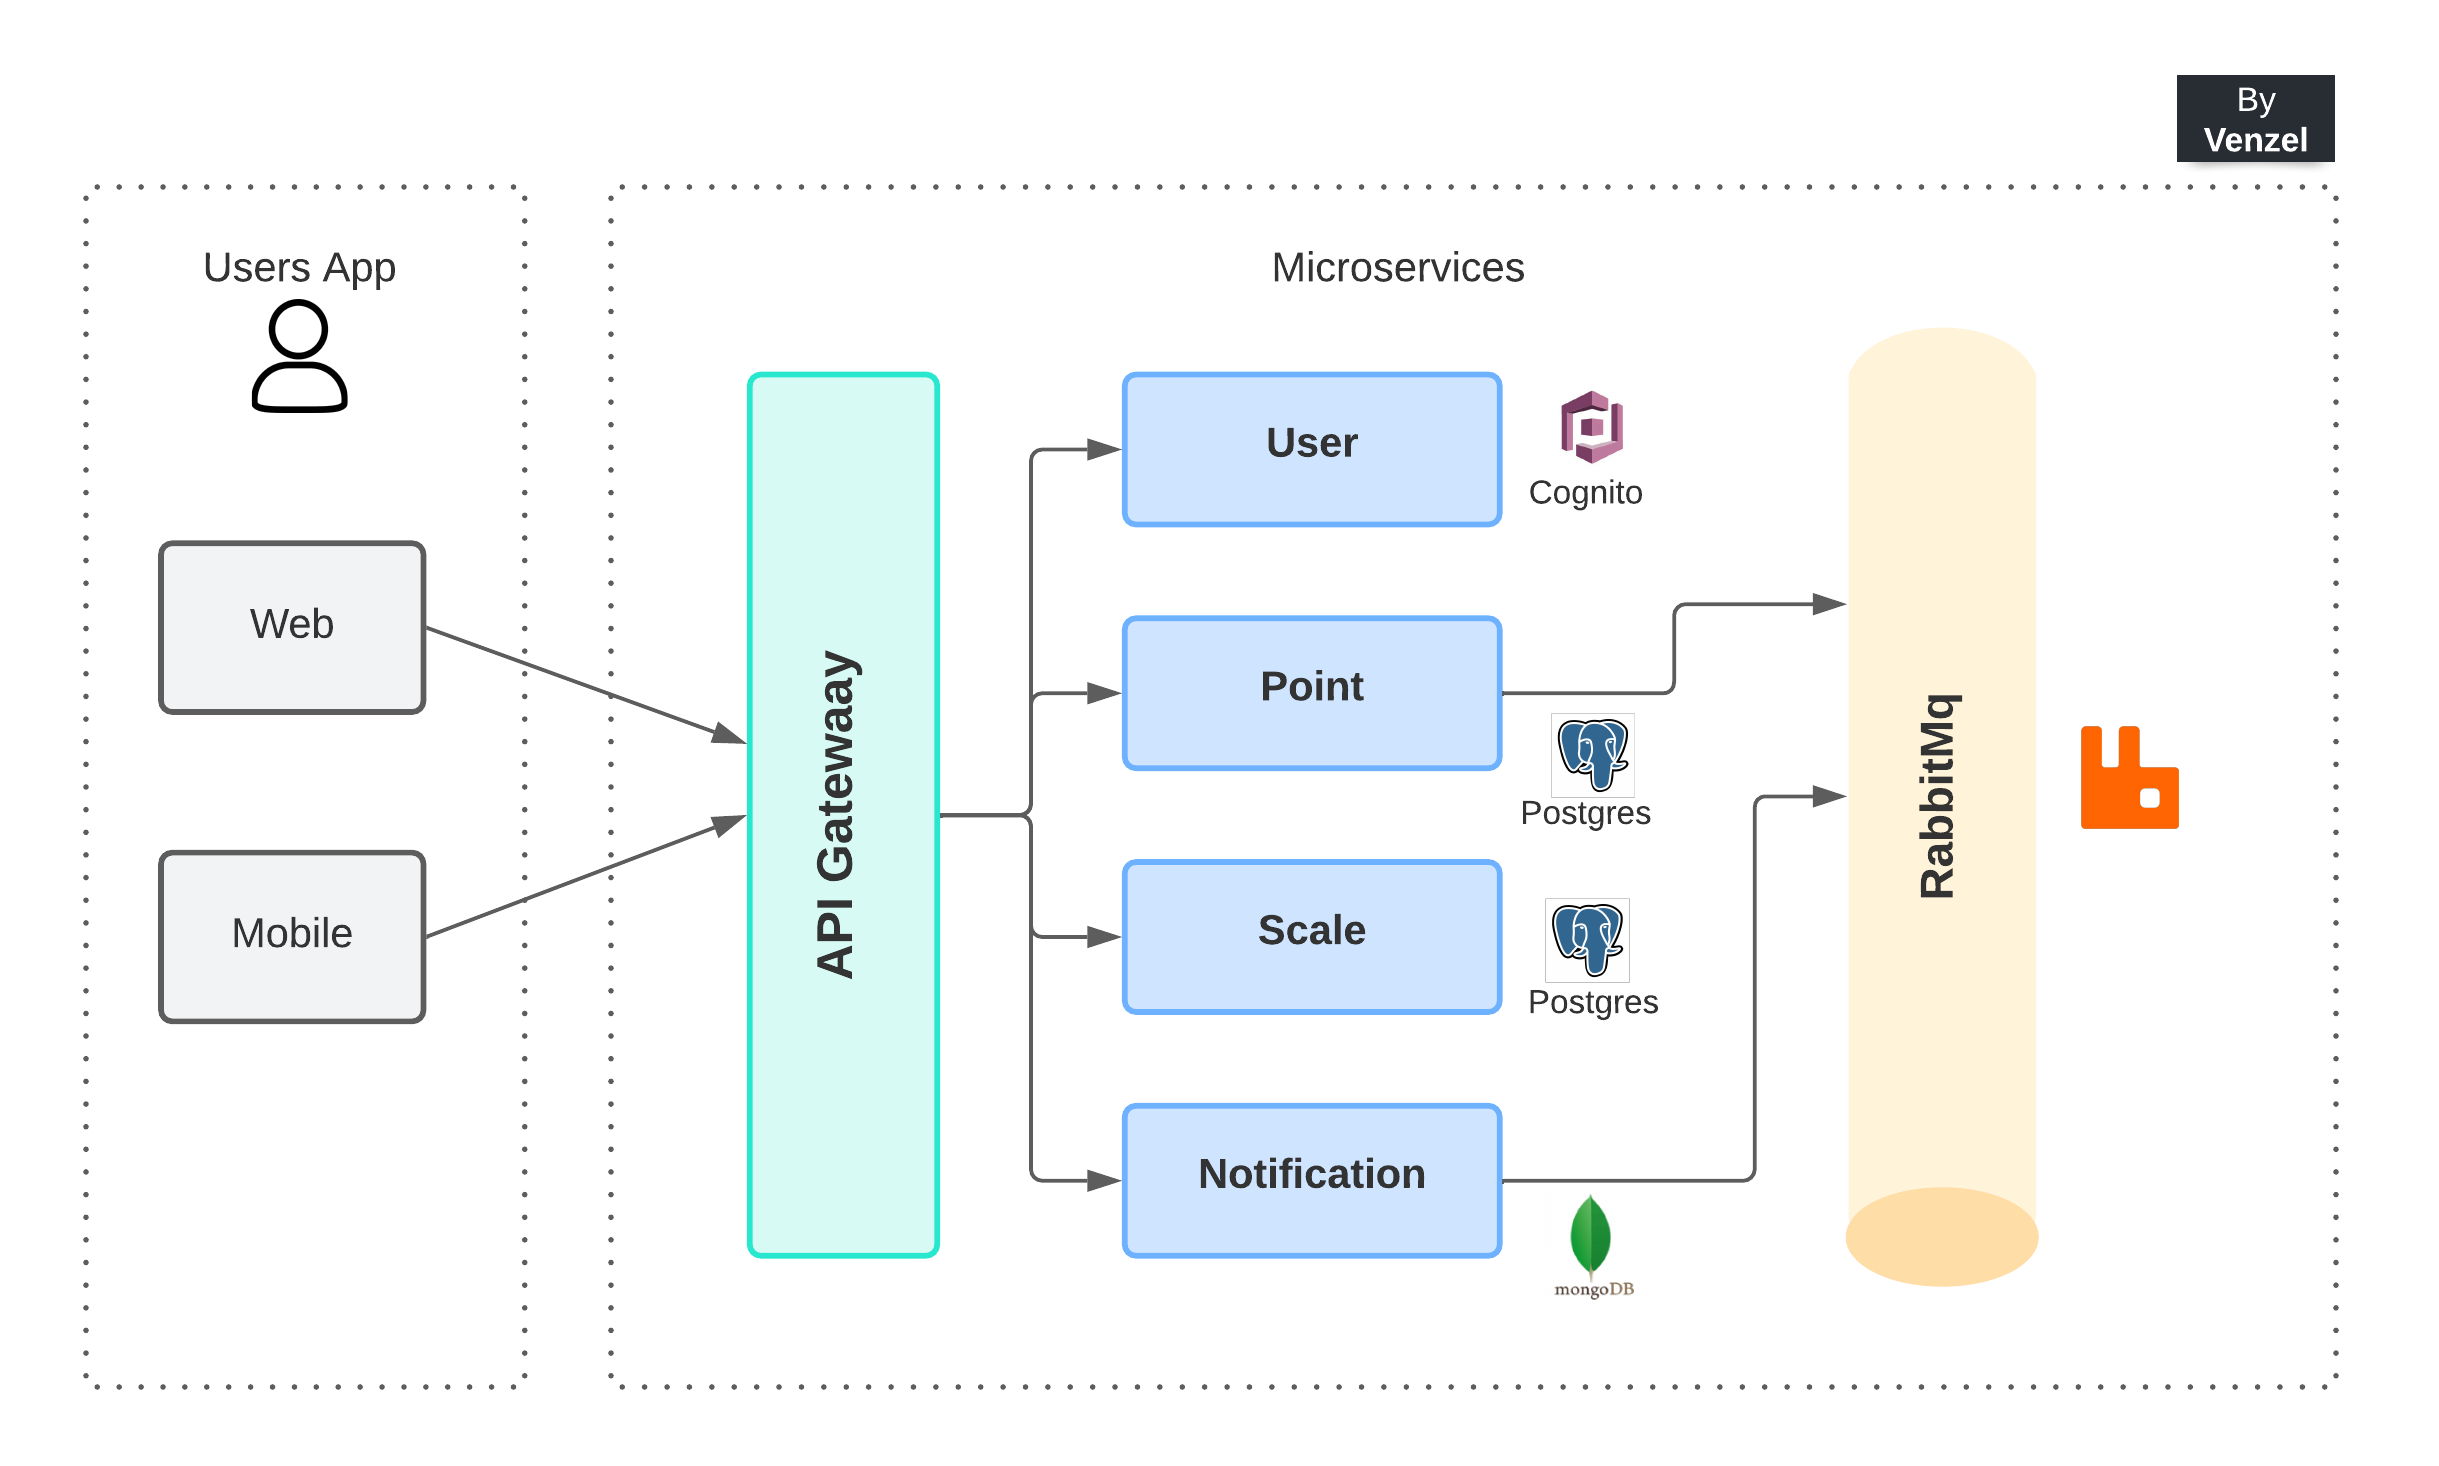 By
Venzel
Users App
Web
Mobile
Microservices
API Gatewaay
User
Cognito
Point
Postgres
Scale
Postgres
Notification
mongoDB
RabbitMq